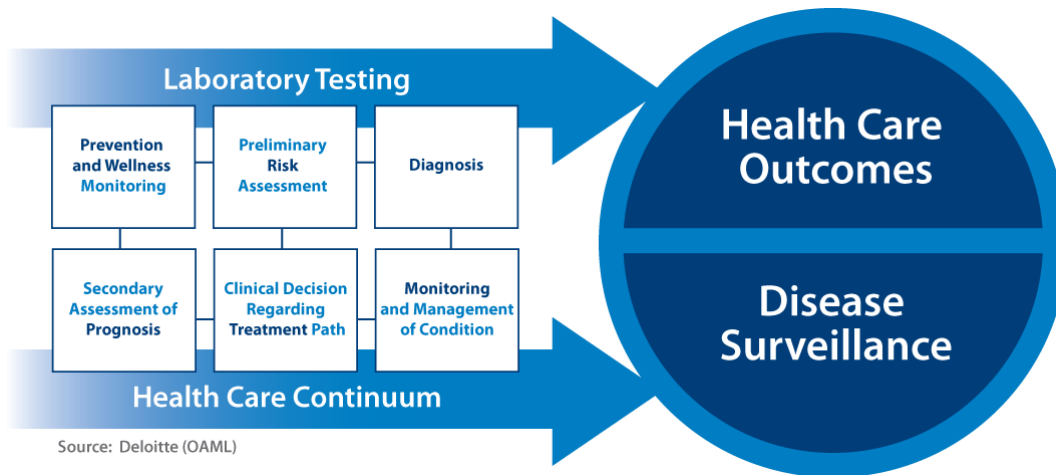 Laboratory Testing
Prevention
and Wellness
Monitoring
Preliminary
Risk
Assessment
Diagnosis
Secondary
Assessment of
Prognosis
Clinical Decision
Regarding
Treatment Path
Monitoring
and Management
of Condition
Health Care Continuum
Health Care
Outcomes
Disease
Surveillance
Source: Deloitte (OAML)